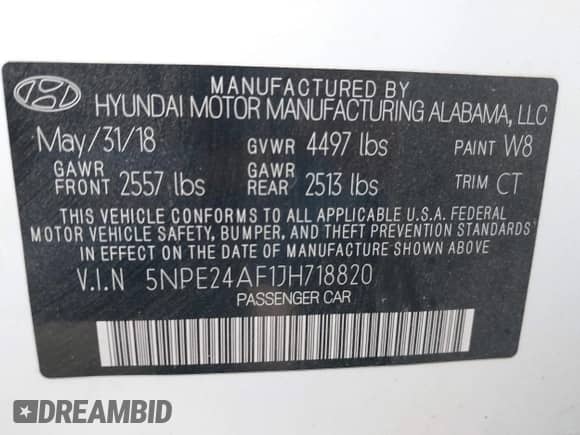 MANUFACTURED BY
HYUNDAI MOTOR MANUFACTURING ALABAMA, LLC
May/31/18 GVWR 4497 lbs PAINT W8
GAWR FRONT 2557 lbs GAWR REAR 2513 lbs TRIM CT
THIS VEHICLE CONFORMS TO ALL APPLICABLE U.S.A. FEDERAL
MOTOR VEHICLE SAFETY, BUMPER, AND THEFT PREVENTION STANDARDS
IN EFFECT ON THE DATE OF MANUFACTURE SHOWN ABOVE
V.I.N 5NPE24AF1JH718820
PASSENGER CAR
DREAMBID